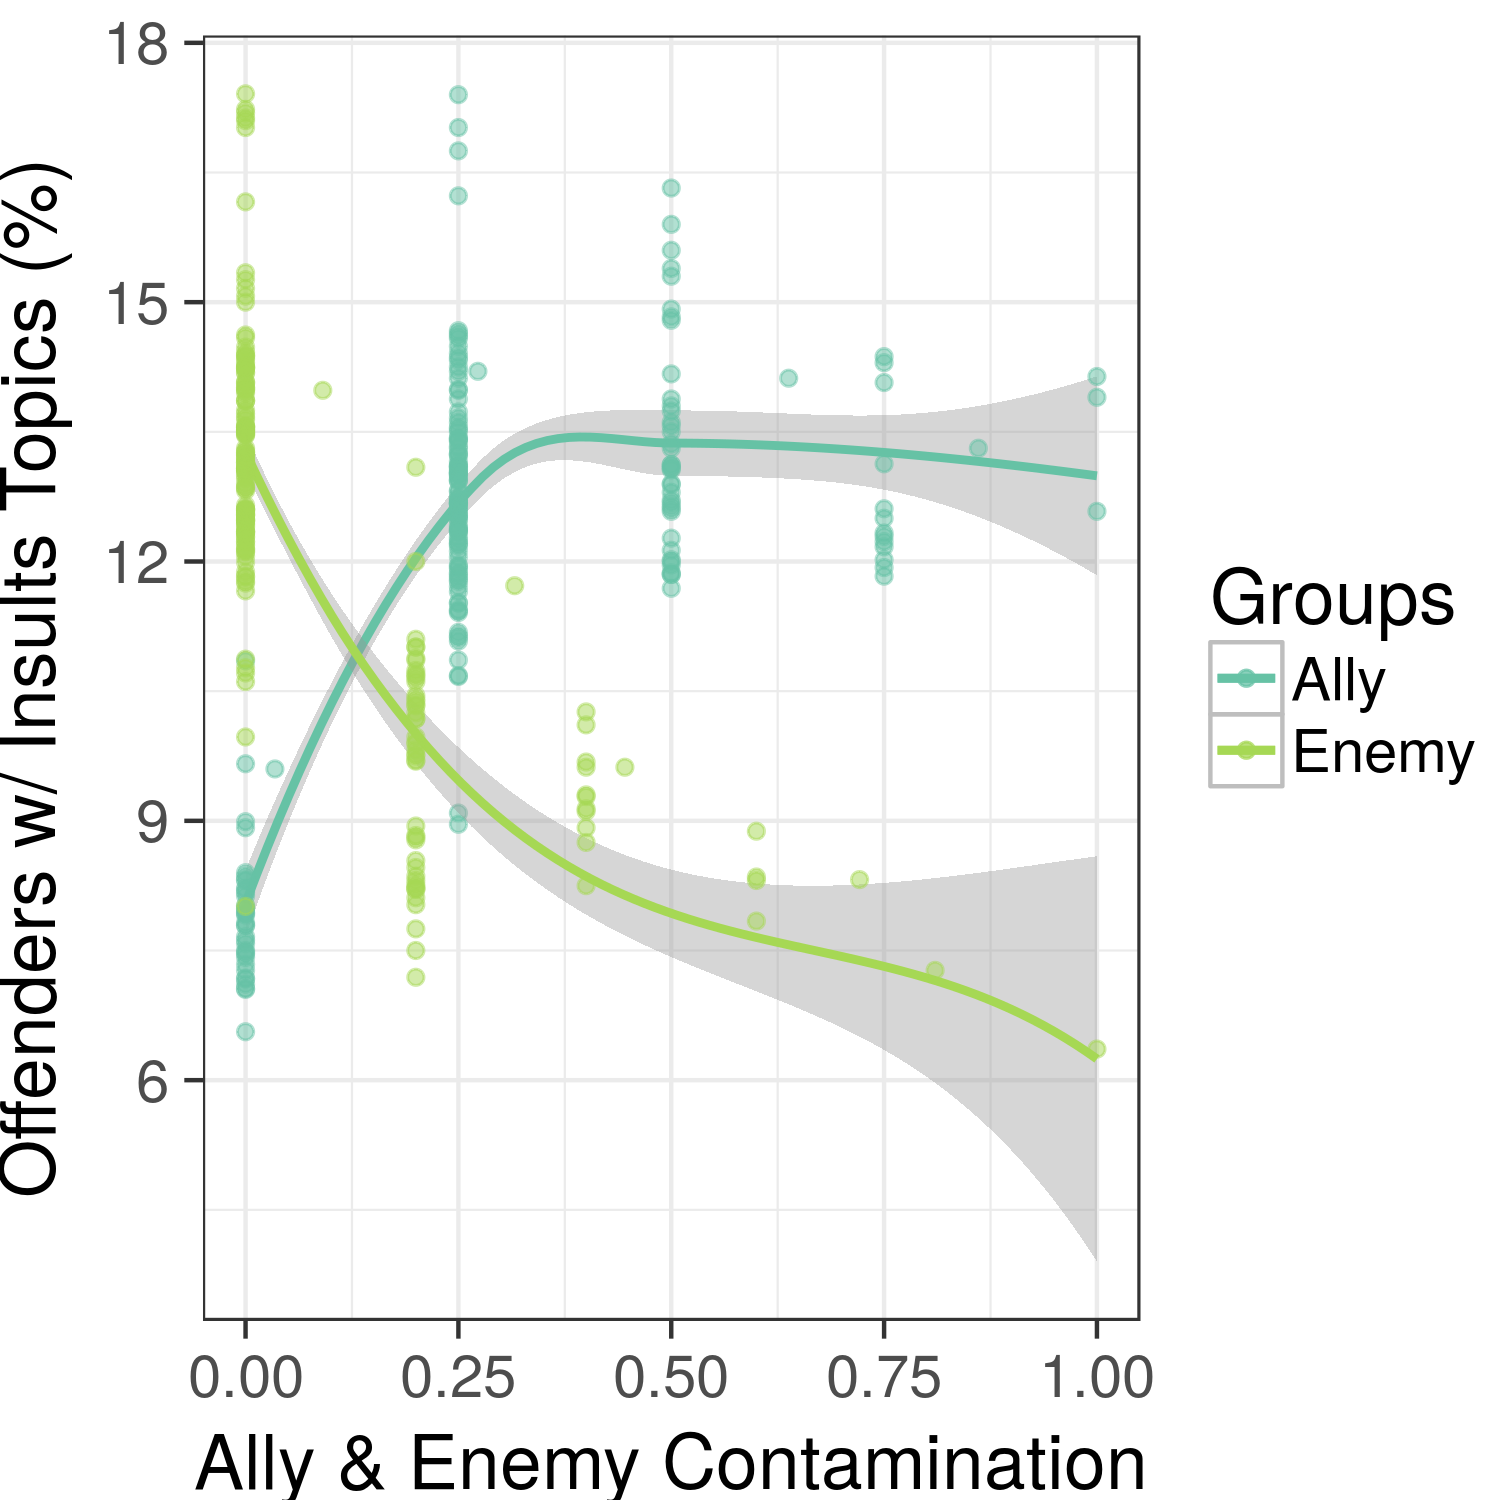 Offenders w/ Insults Topics (%)
18
15
12
9
6
0.00 0.25 0.50 0.75 1.00
Ally & Enemy Contamination
Groups
Ally
Enemy